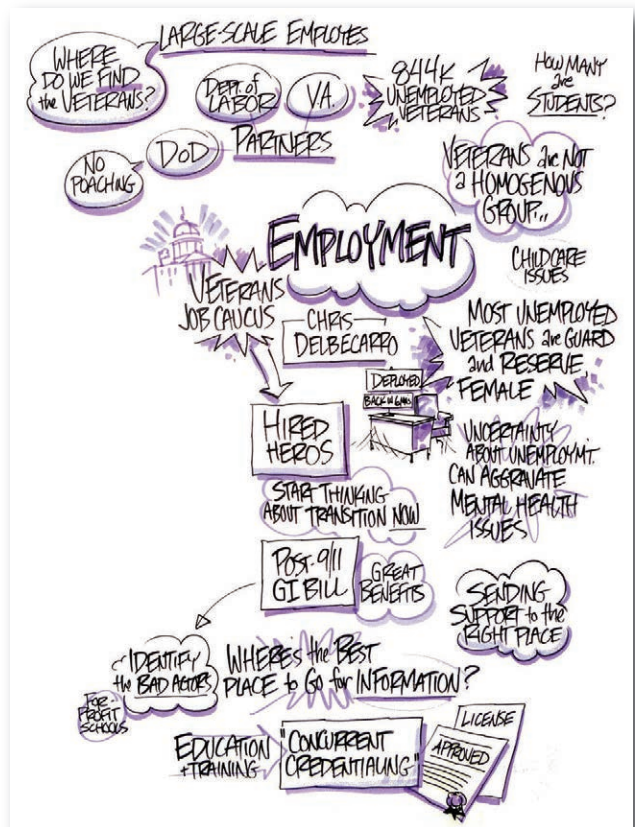 LARGE-SCALE EMPLOYES
WHERE
DO WE FIND
the VETERANS?
DEPT. of
LABOR
V.A.
PARTNERS
DoD
NO
POACHING
844K
UNEMPLOYED
VETERANS
HOW MANY
are
STUDENTS?
VETERANS are NOT
a HOMOGENOUS
GROUP...
EMPLOYMENT
CHILDCARE
ISSUES
VETERANS
JOB CAUCUS
CHRIS
DELBECARRO
MOST UNEMPLOYED
VETERANS are GUARD
and RESERVE,
FEMALE
DEPLOYED
BACK IN 6 MOS
HIRED
HEROS
UNCERTAINTY
ABOUT UNEMPLOYMT.
CAN AGGRAVATE
MENTAL HEALTH
ISSUES
START THINKING
ABOUT TRANSITION NOW
POST-9/11
GI BILL
GREAT
BENEFITS
SENDING
SUPPORT to the
RIGHT PLACE
IDENTIFY
the BAD ACTORS
FOR-
PROFIT
SCHOOLS
WHERE'S the BEST
PLACE to GO for INFORMATION?
EDUCATION
+TRAINING
"CONCURRENT
CREDENTIALING"
LICENSE
APPROVED